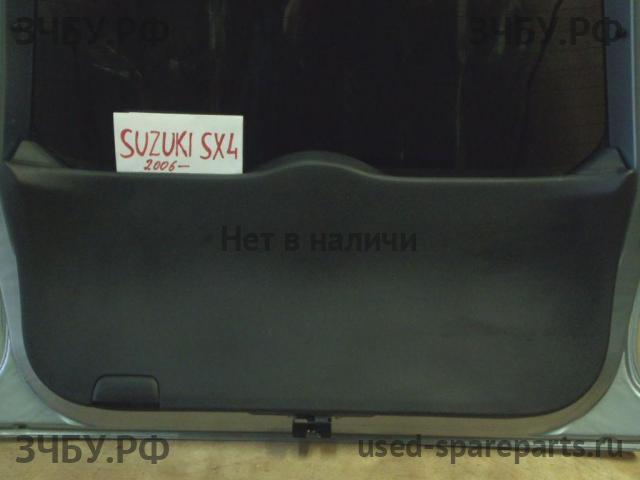 ЗЧБУ.РФ
ЗЧБУ.РФ
SUZUKI SX4
2006—
Нет в наличи
ЗЧБУ.РФ
used-spareparts.ru